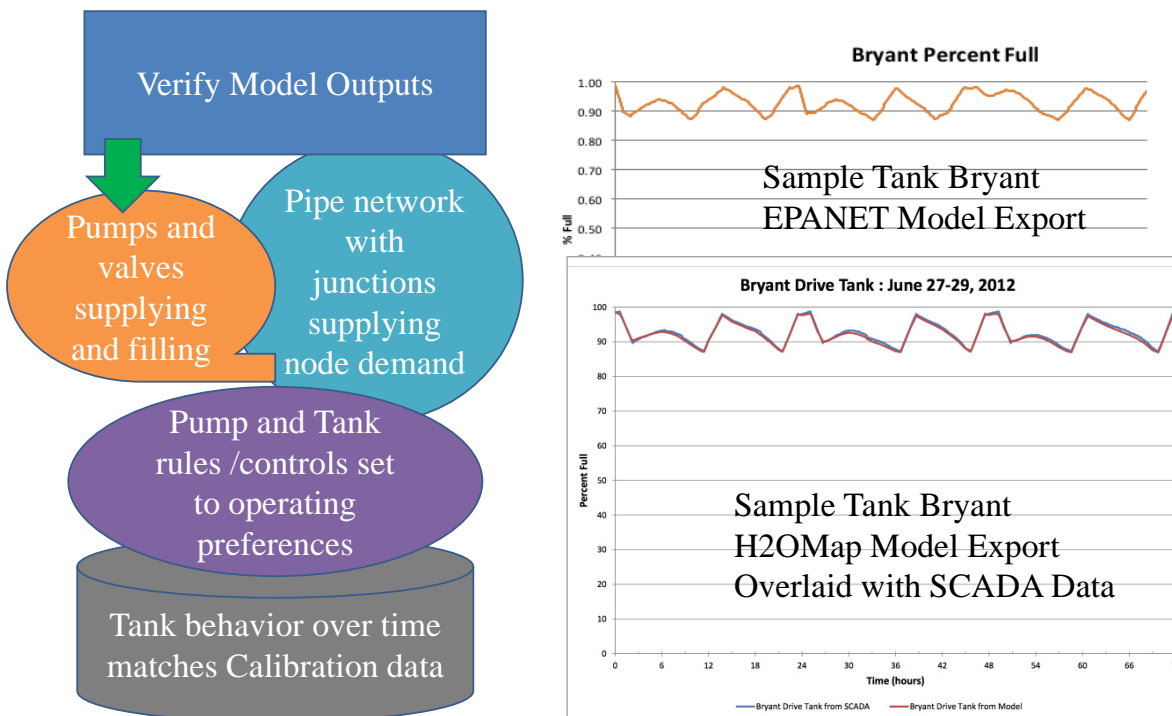 Verify Model Outputs
Pumps and
valves
supplying
and filling
Pipe network
with
junctions
supplying
node demand
Pump and Tank
rules /controls set
to operating
preferences
Tank behavior over time
matches Calibration data
Bryant Percent Full
1.00
0.90
0.80
0.70
0.60
0.50
% Full
Sample Tank Bryant
EPANET Model Export
Bryant Drive Tank : June 27-29, 2012
100
90
80
70
60
50
40
30
20
10
0
Percent Full
Sample Tank Bryant
H2OMap Model Export
Overlaid with SCADA Data
0 6 12 18 24 30 36 42 48 54 60 66
Time (hours)
Bryant Drive Tank from SCADA Bryant Drive Tank from Model